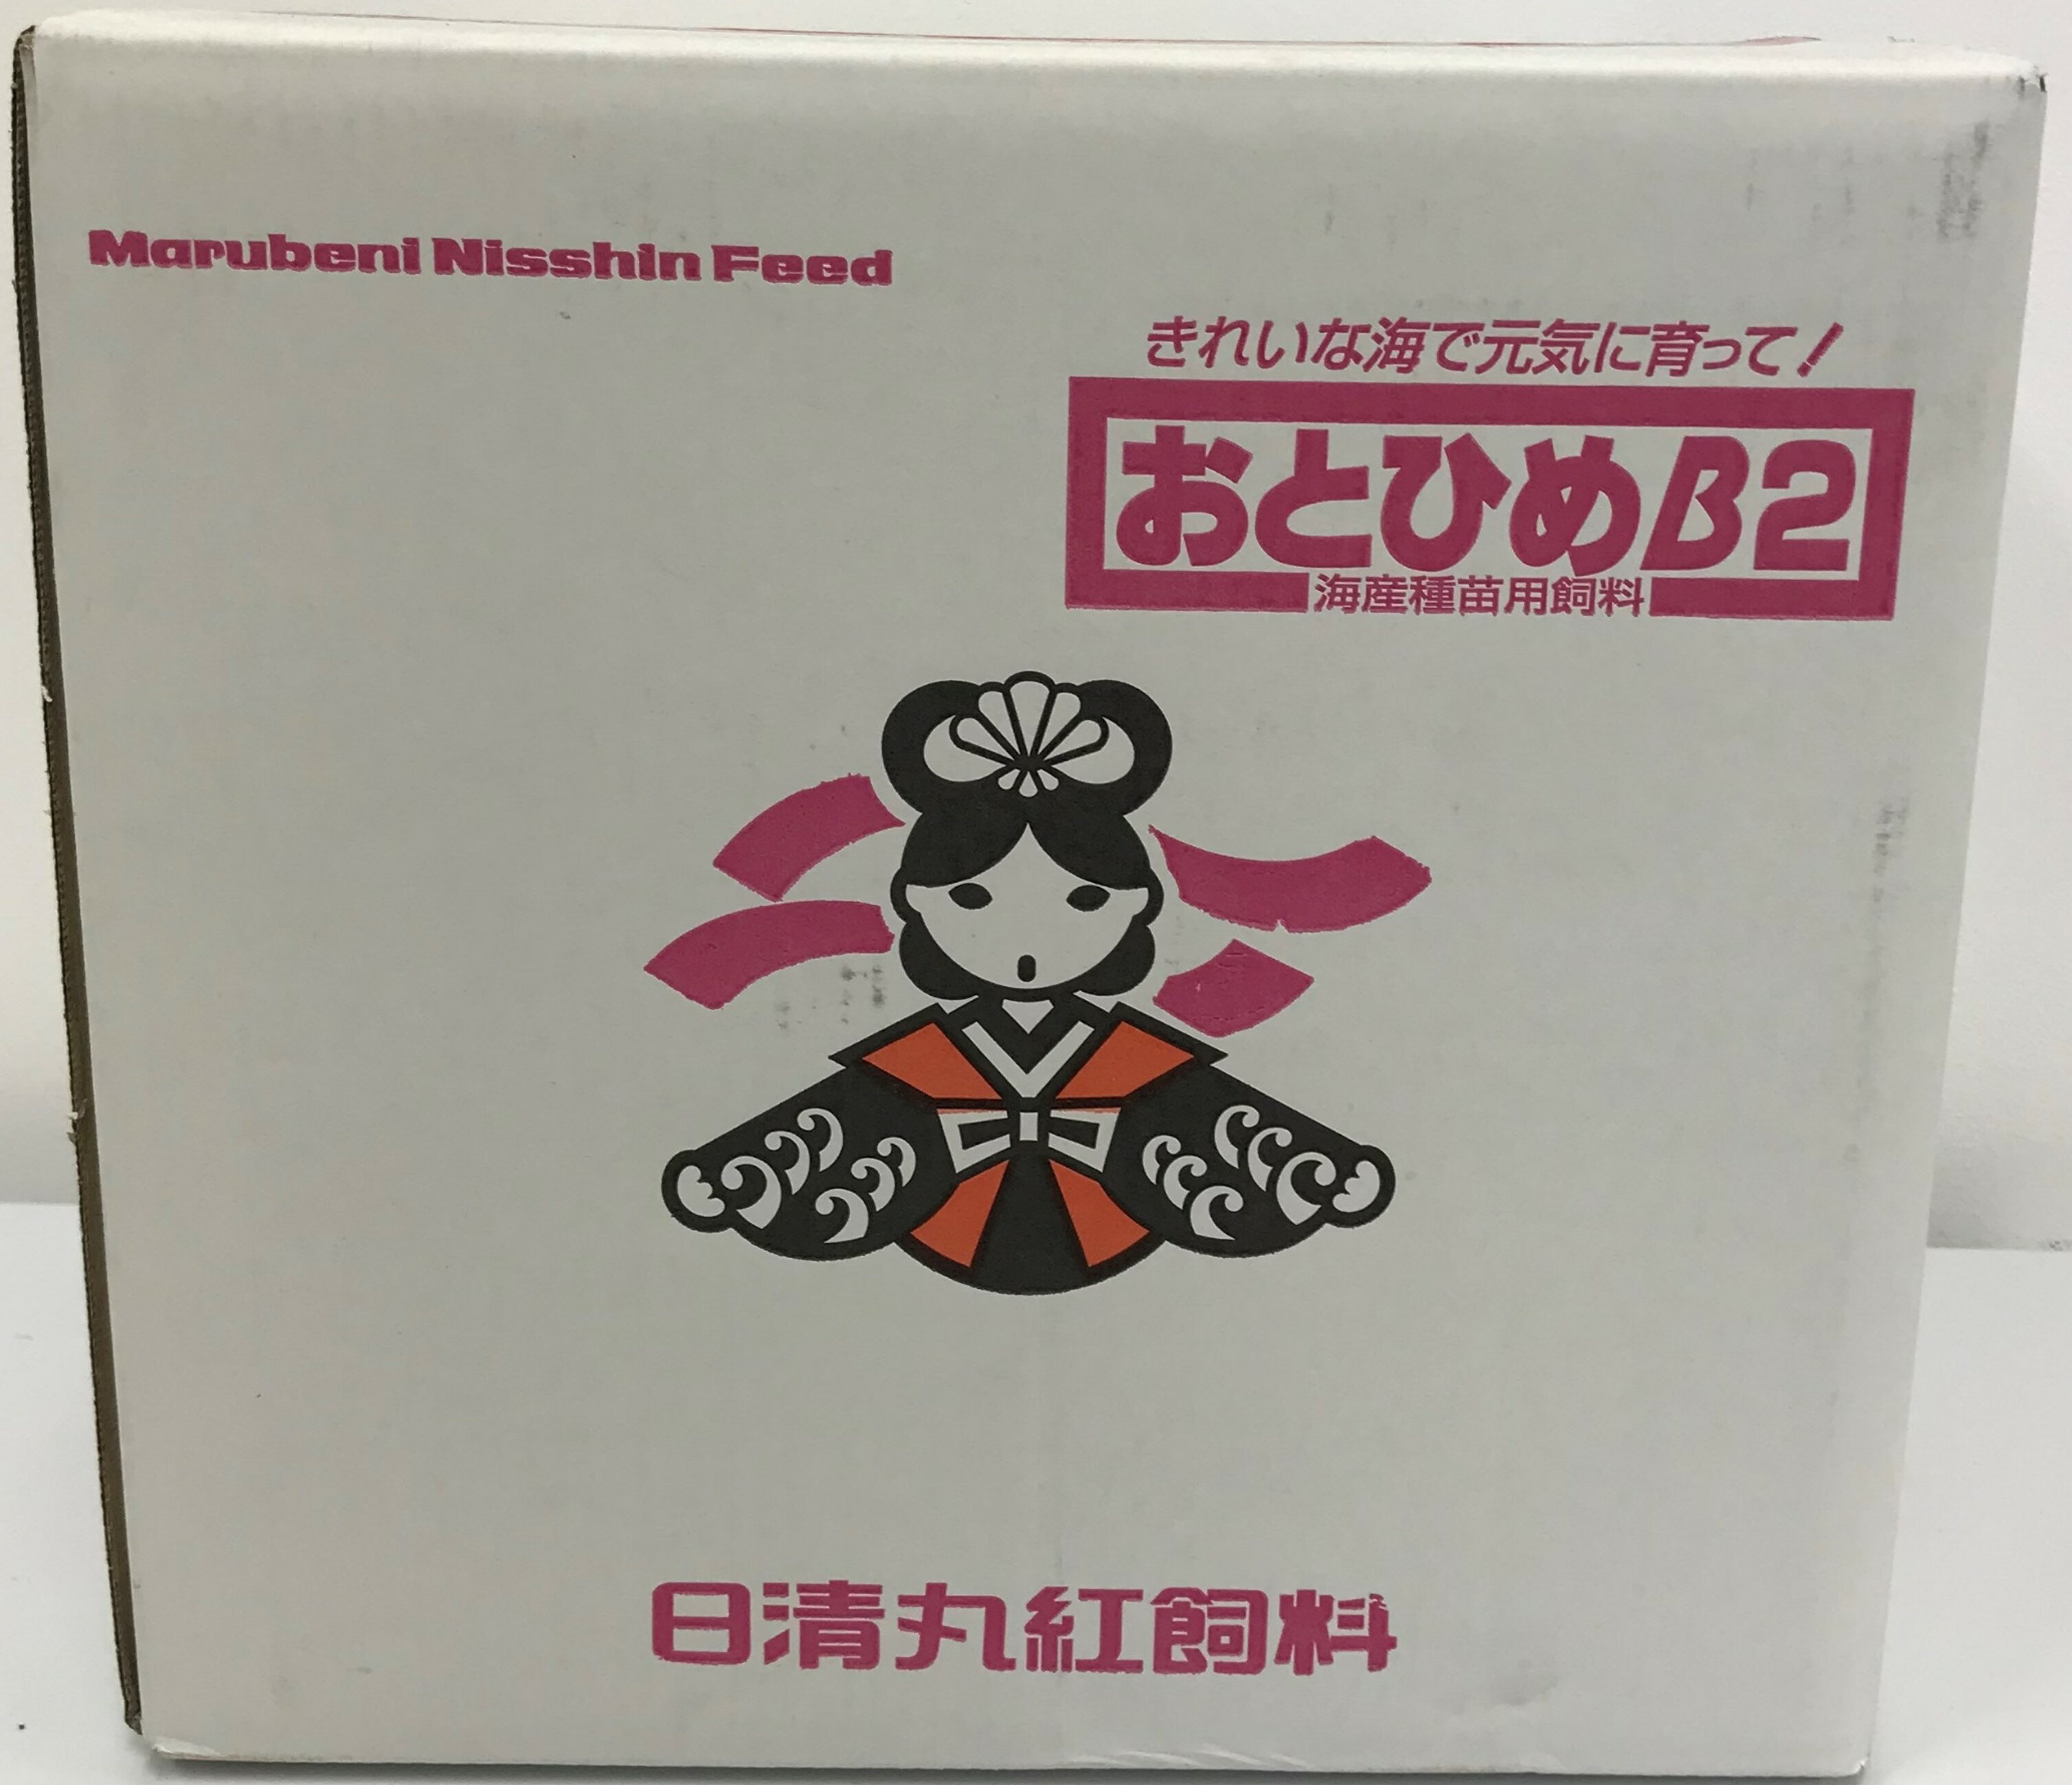 Marubeni Nisshin Feed
きれいな海で元気に育って！
おとひめB2
海産種苗用飼料
日清丸紅飼料